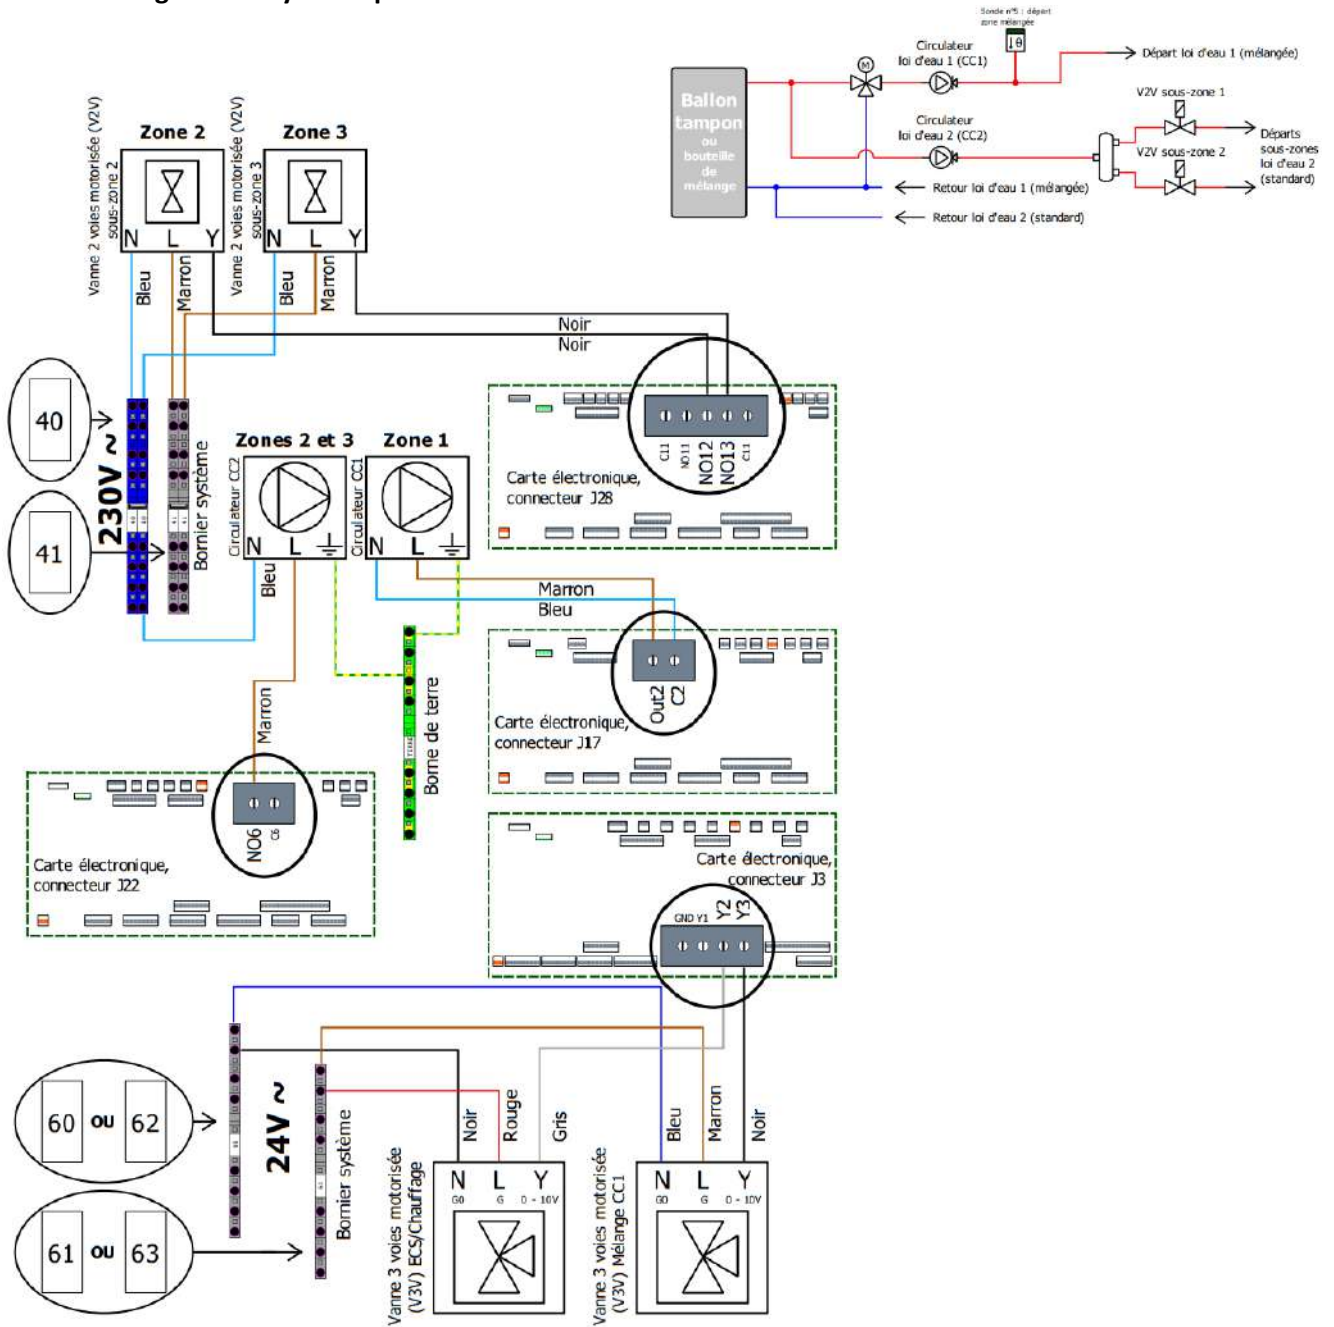 Sonde n°5 : départ
zone mélangée
Circulateur
loi d'eau 1 (CC1)
Départ loi d'eau 1 (mélangée)
M
Ballon
tampon
ou
bouteille
de
mélange
Circulateur
loi d'eau 2 (CC2)
V2V sous-zone 1
V2V sous-zone 2
Départs
sous-zones
loi d'eau 2
(standard)
Retour loi d'eau 1 (mélangée)
Retour loi d'eau 2 (standard)
Vanne 2 voies motorisée (V2V)
sous-zone 2
Zone 2
N L Y
Vanne 2 voies motorisée (V2V)
sous-zone 3
Zone 3
N L Y
Bleu
Marron
Bleu
Marron
Noir
Noir
40
41
230V ~
Bornier système
Zones 2 et 3
Circulateur CC2
N L
Zone 1
Circulateur CC1
N L
Bleu
Marron
Marron
Bleu
C11
NO11
NO12
NO13
C11
Carte électronique,
connecteur J28
Out2
C2
Carte électronique,
connecteur J17
Borne de terre
NO6
C6
Carte électronique,
connecteur J22
Carte électronique,
connecteur J3
GND Y1 Y2 Y3
60 ou 62
61 ou 63
24V ~
Bornier système
Noir
Rouge
Gris
Bleu
Marron
Noir
Vanne 3 voies motorisée
(V3V) ECS/Chauffage
N L Y
G0 G 0 - 10V
Vanne 3 voies motorisée
(V3V) Mélange CC1
N L Y
G0 G 0 - 10V